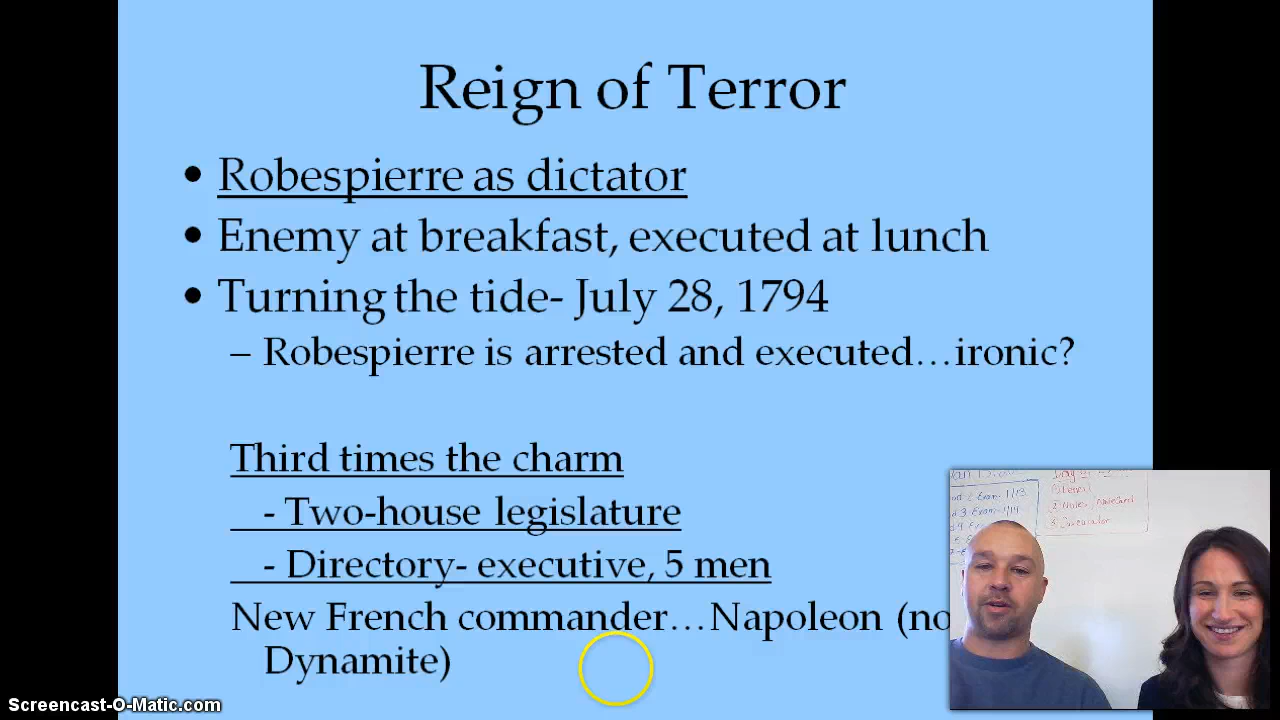 Reign of Terror
• Robespierre as dictator
• Enemy at breakfast, executed at lunch
• Turning the tide- July 28, 1794
– Robespierre is arrested and executed…ironic?
Third times the charm
- Two-house legislature
- Directory- executive, 5 men
New French commander…Napoleon (no
Dynamite)
Screencast-O-Matic.com